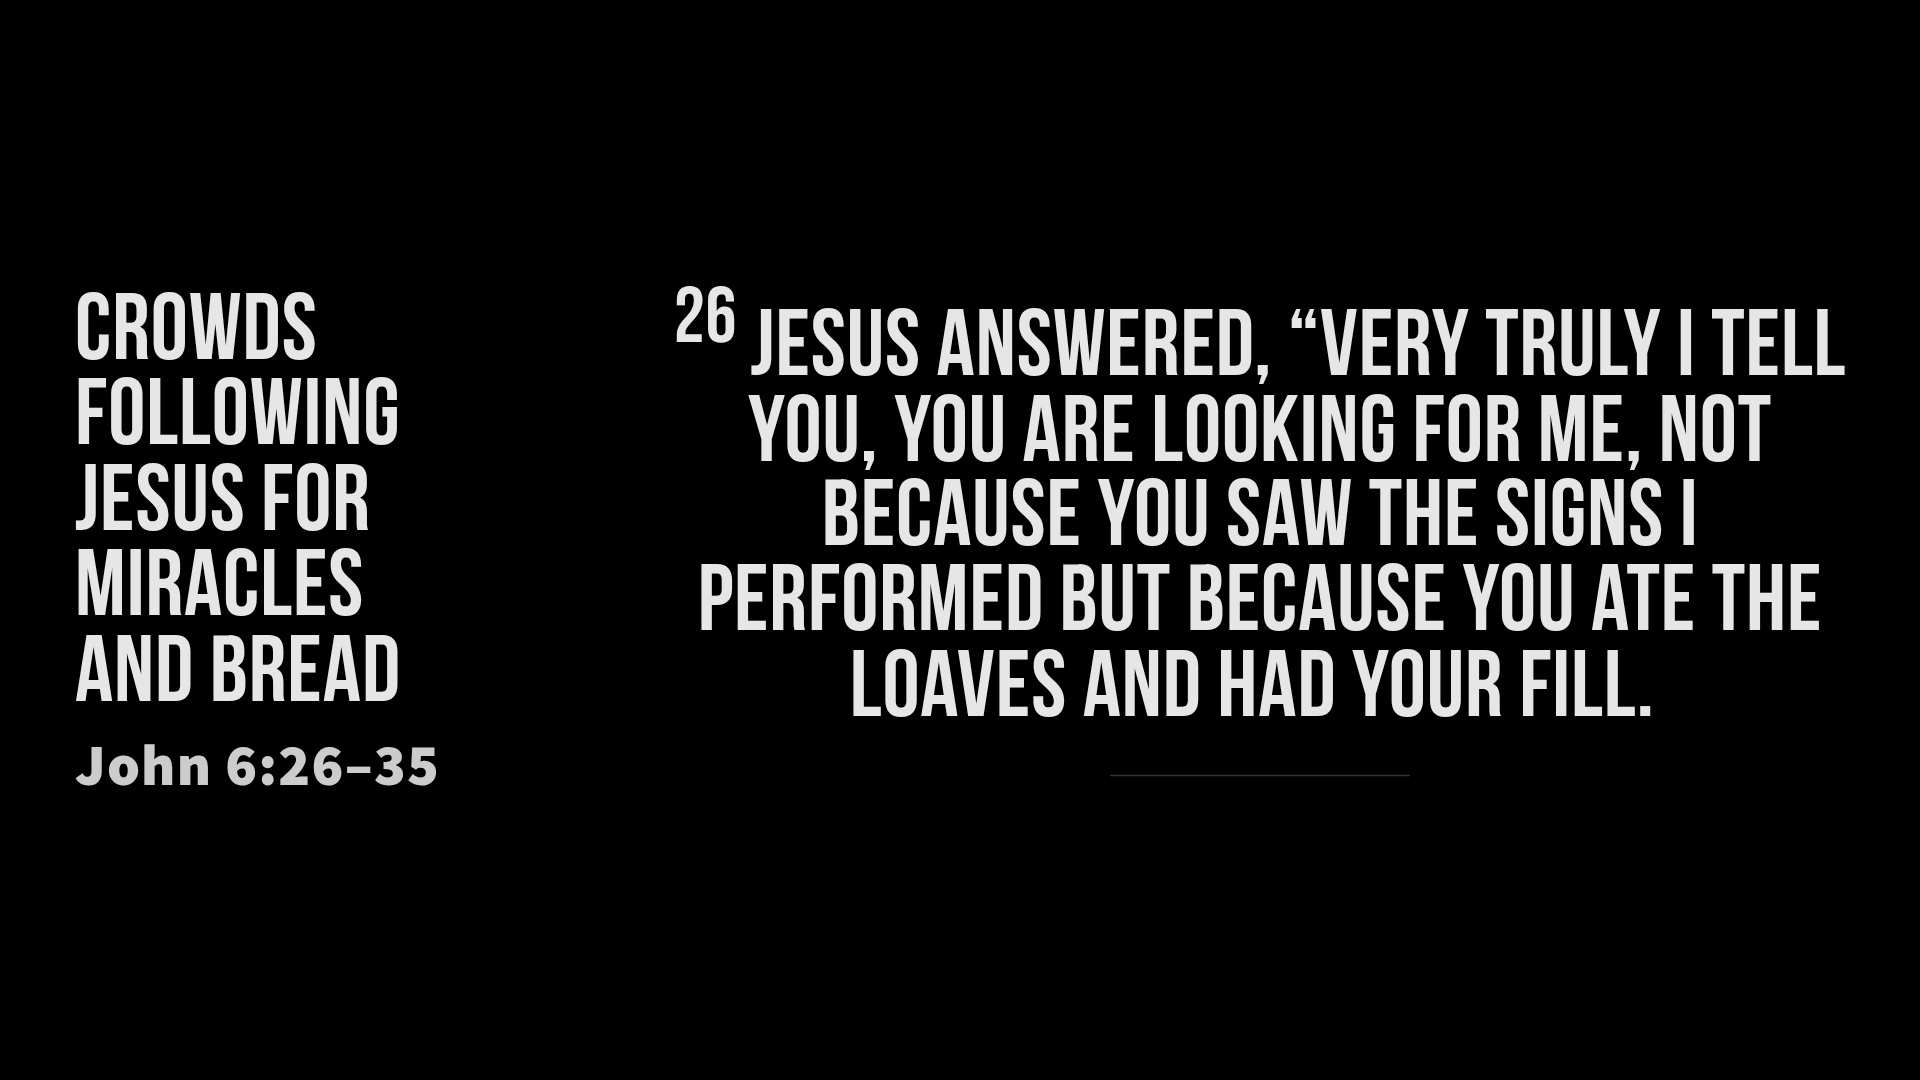 CROWDS
FOLLOWING
JESUS FOR
MIRACLES
AND BREAD
John 6:26–35
26 JESUS ANSWERED, “VERY TRULY I TELL
YOU, YOU ARE LOOKING FOR ME, NOT
BECAUSE YOU SAW THE SIGNS I
PERFORMED BUT BECAUSE YOU ATE THE
LOAVES AND HAD YOUR FILL.